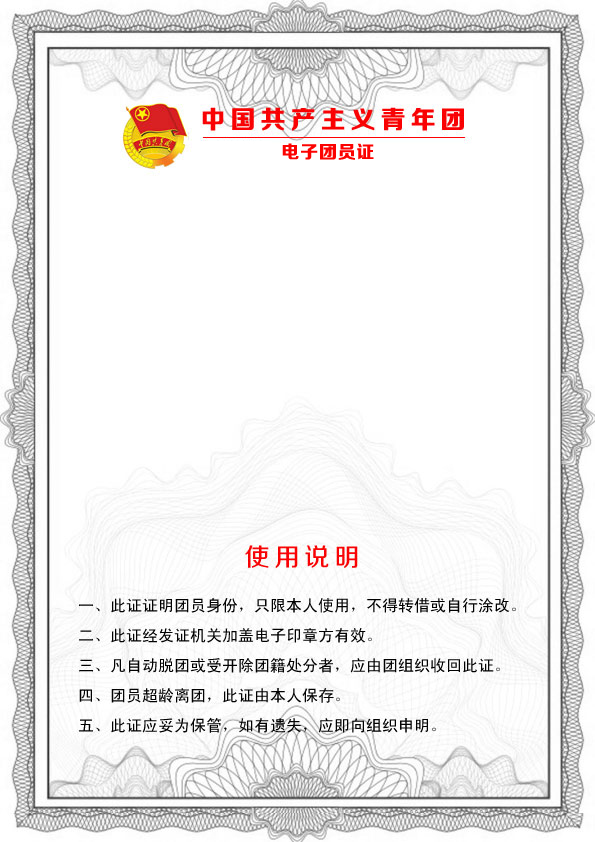 中国共产主义青年团
电子团员证
中国共青团
使用说明
一、此证证明团员身份，只限本人使用，不得转借或自行涂改。
二、此证经发证机关加盖电子印章方有效。
三、凡自动脱团或受开除团籍处分者，应由团组织收回此证。
四、团员超龄离团，此证由本人保存。
五、此证应妥为保管，如有遗失，应即向组织申明。